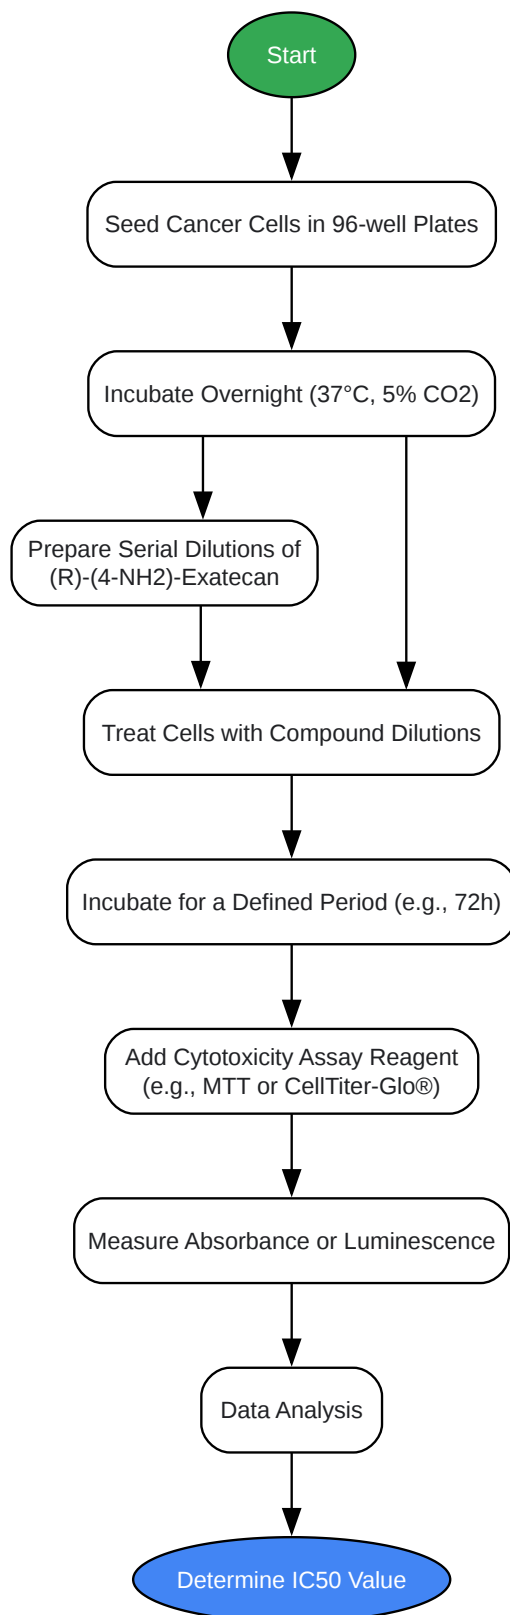 Start
Seed Cancer Cells in 96-well Plates
Incubate Overnight (37°C, 5% CO2)
Prepare Serial Dilutions of
(R)-(4-NH2)-Exatecan
Treat Cells with Compound Dilutions
Incubate for a Defined Period (e.g., 72h)
Add Cytotoxicity Assay Reagent
(e.g., MTT or CellTiter-Glo®)
Measure Absorbance or Luminescence
Data Analysis
Determine IC50 Value